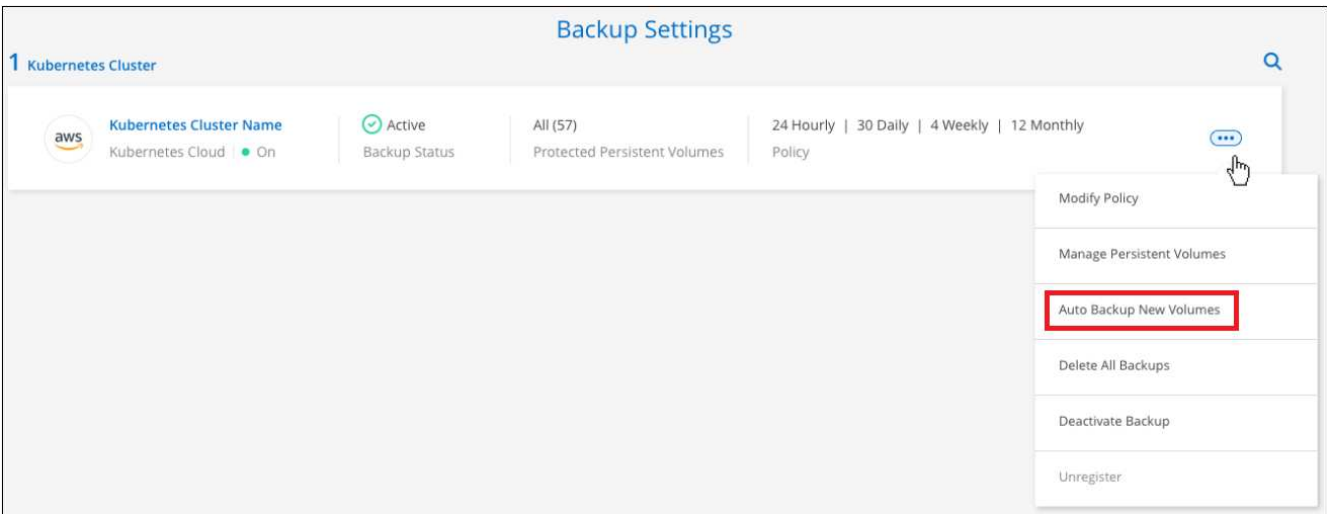 Backup Settings
1 Kubernetes Cluster
aws
Kubernetes Cluster Name
Kubernetes Cloud
On
Active
Backup Status
All (57)
Protected Persistent Volumes
24 Hourly | 30 Daily | 4 Weekly | 12 Monthly
Policy
Modify Policy
Manage Persistent Volumes
Auto Backup New Volumes
Delete All Backups
Deactivate Backup
Unregister